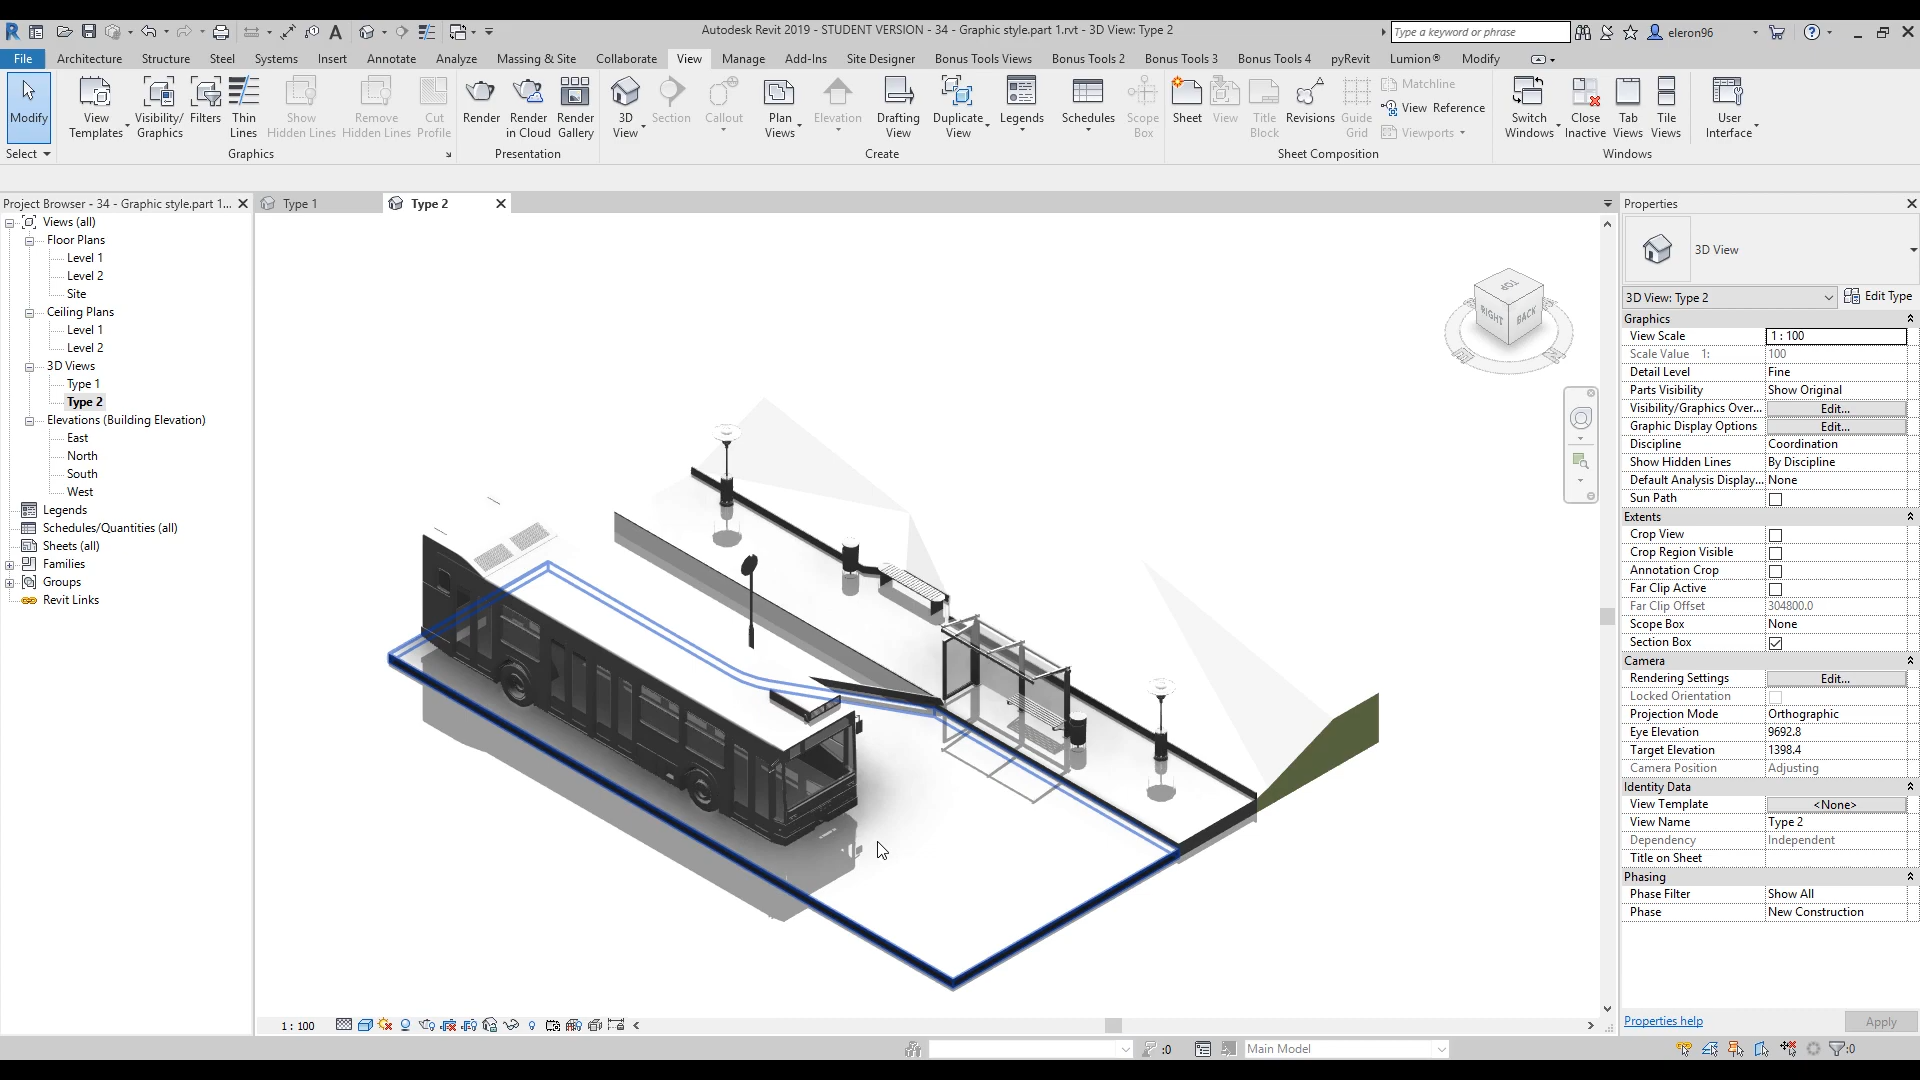 Autodesk Revit 2019 - STUDENT VERSION - 34 - Graphic style.part 1.rvt - 3D View: Type 2
Type a keyword or phrase
eleron96
File Architecture Structure Steel Systems Insert Annotate Analyze Massing & Site Collaborate View Manage Add-Ins Site Designer Bonus Tools Views Bonus Tools 2 Bonus Tools 3 Bonus Tools 4 pyRevit Lumion® Modify
Modify
View Templates
Visibility/ Graphics
Filters
Thin Lines
Show Hidden Lines
Remove Hidden Lines
Cut Profile
Render
Render in Cloud
Render Gallery
3D View
Section
Callout
Plan Views
Elevation
Drafting View
Duplicate View
Legends
Schedules
Scope Box
Sheet
View
Title Block
Revisions
Guide Grid
Matchline
View Reference
Viewports
Switch Windows
Close Inactive
Tab Views
Tile Views
User Interface
Select
Graphics
Presentation
Create
Sheet Composition
Windows
Project Browser - 34 - Graphic style.part 1...
Views (all)
Floor Plans
Level 1
Level 2
Site
Ceiling Plans
Level 1
Level 2
3D Views
Type 1
Type 2
Elevations (Building Elevation)
East
North
South
West
Legends
Schedules/Quantities (all)
Sheets (all)
Families
Groups
Revit Links
Type 1
Type 2
TOP
RIGHT
BACK
1 : 100
Properties
3D View
3D View: Type 2
Edit Type
Graphics
View Scale 1 : 100
Scale Value 1: 100
Detail Level Fine
Parts Visibility Show Original
Visibility/Graphics Over... Edit...
Graphic Display Options Edit...
Discipline Coordination
Show Hidden Lines By Discipline
Default Analysis Display... None
Sun Path
Extents
Crop View
Crop Region Visible
Annotation Crop
Far Clip Active
Far Clip Offset 304800.0
Scope Box None
Section Box
Camera
Rendering Settings Edit...
Locked Orientation
Projection Mode Orthographic
Eye Elevation 9692.8
Target Elevation 1398.4
Camera Position Adjusting
Identity Data
View Template <None>
View Name Type 2
Dependency Independent
Title on Sheet
Phasing
Phase Filter Show All
Phase New Construction
Properties help
Apply
:0
Main Model
:0